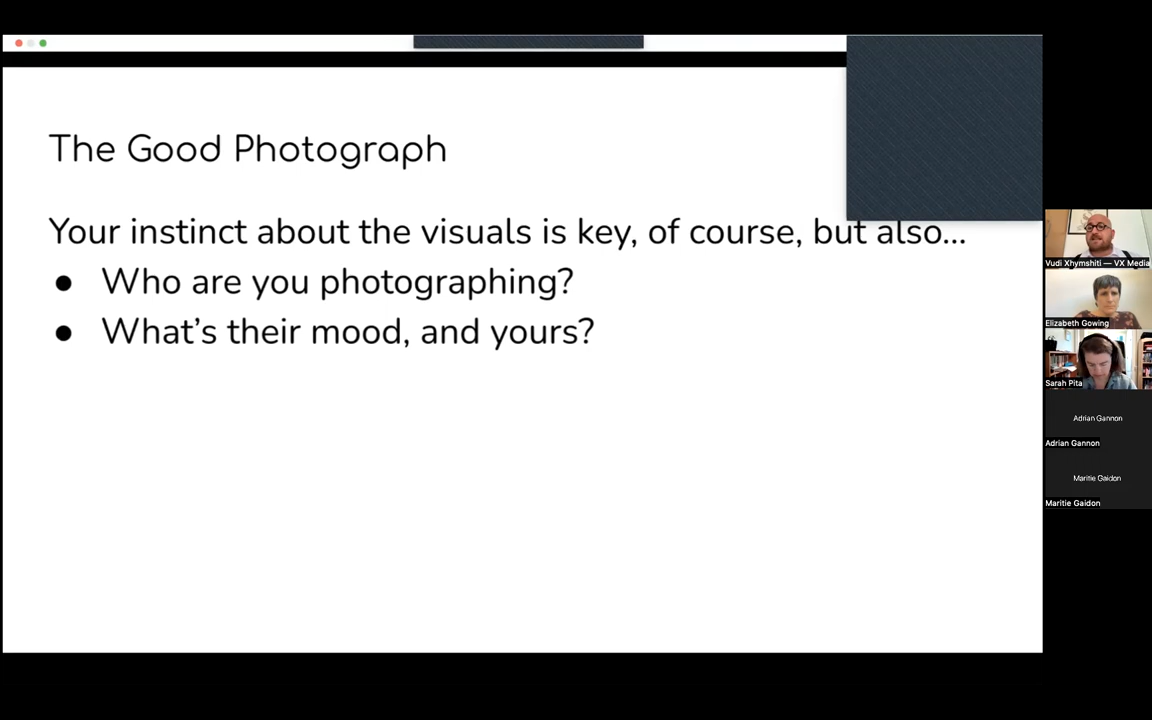 The Good Photograph
Your instinct about the visuals is key, of course, but also...
● Who are you photographing?
● What's their mood, and yours?
Vudi Xhymshiti — VX Media
Elizabeth Gowing
Sarah Pita
Adrian Gannon
Adrian Gannon
Maritie Gaidon
Maritie Gaidon